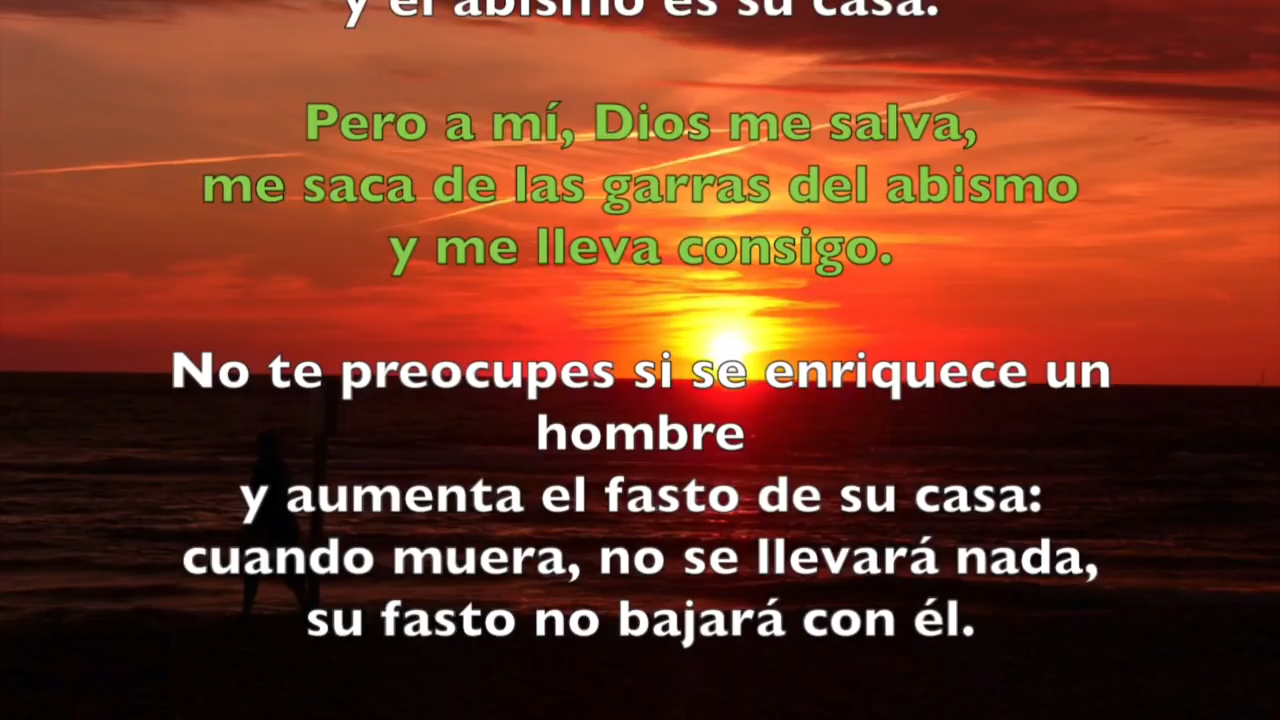 y el abismo es su casa.
Pero a mí, Dios me salva,
me saca de las garras del abismo
y me lleva consigo.
No te preocupes si se enriquece un
hombre
y aumenta el fasto de su casa:
cuando muera, no se llevará nada,
su fasto no bajará con él.